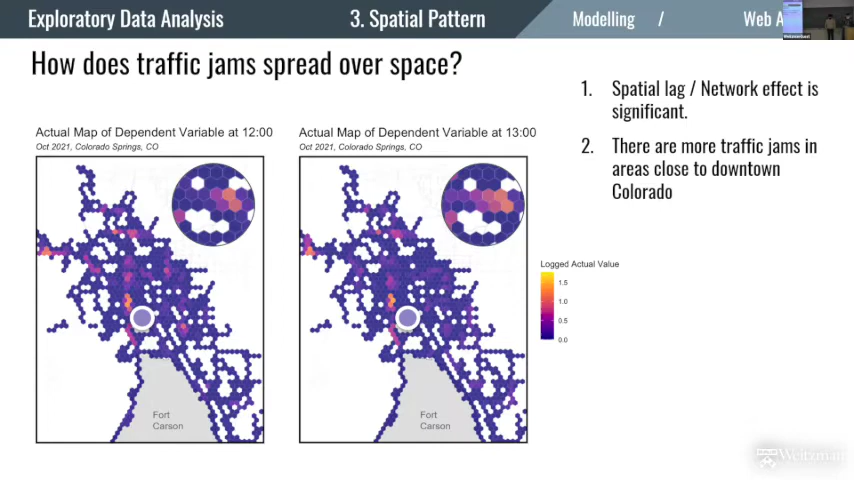 Exploratory Data Analysis
3. Spatial Pattern
Modelling /
Web A
How does traffic jams spread over space?
1. Spatial lag / Network effect is
significant.
2. There are more traffic jams in
areas close to downtown
Colorado
Actual Map of Dependent Variable at 12:00
Oct 2021, Colorado Springs, CO
Actual Map of Dependent Variable at 13:00
Oct 2021, Colorado Springs, CO
Fort
Carson
Fort
Carson
Logged Actual Value
1.5
1.0
0.5
0.0
Weitzman